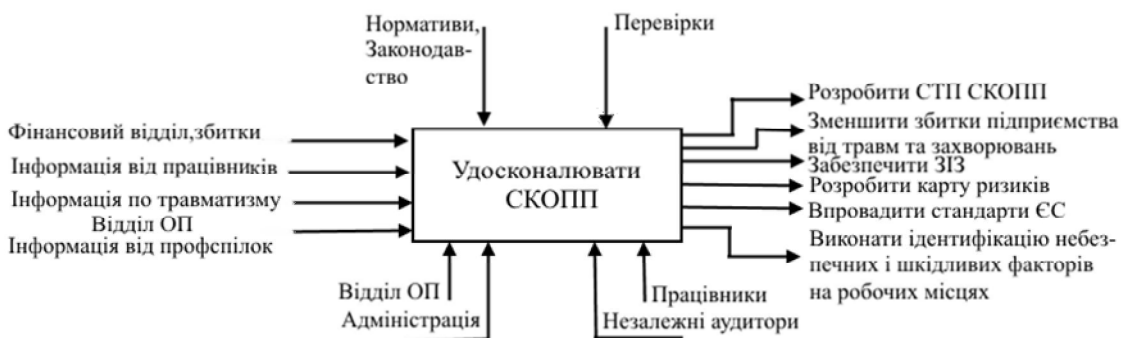 Нормативи,
Законодав-
ство
Перевірки
Фінансовий відділ,збитки
Інформація від працівників
Інформація по травматизму
Відділ ОП
Інформація від профспілок
Удосконалювати
СКОПП
Розробити СТП СКОПП
Зменшити збитки підприємства
від травм та захворювань
Забезпечити ЗІЗ
Розробити карту ризиків
Впровадити стандарти ЄС
Виконати ідентифікацію небез-
печних і шкідливих факторів
на робочих місцях
Відділ ОП
Адміністрація
Працівники
Незалежні аудитори